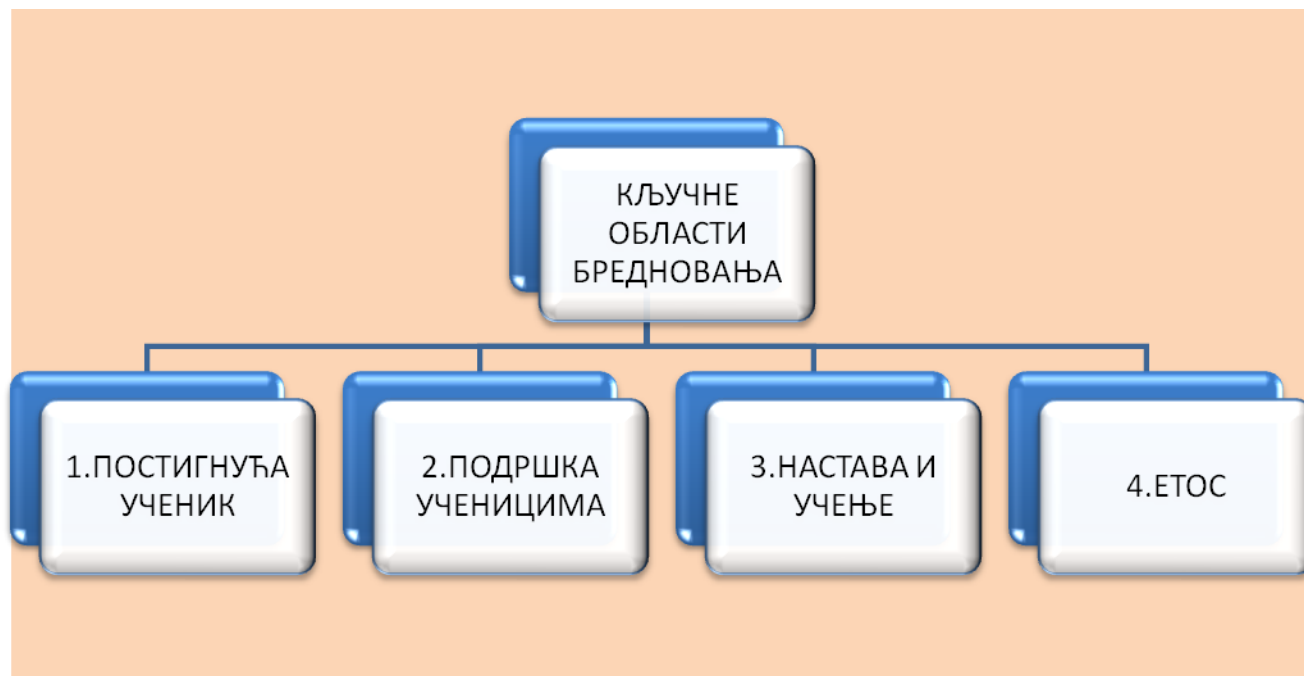 КЉУЧНЕ
ОБЛАСТИ
БРЕДНОВАЊА
1.ПОСТИГНУЋА
УЧЕНИК
2.ПОДРШКА
УЧЕНИЦИМА
3.НАСТАВА И
УЧЕЊЕ
4.ЕТОС